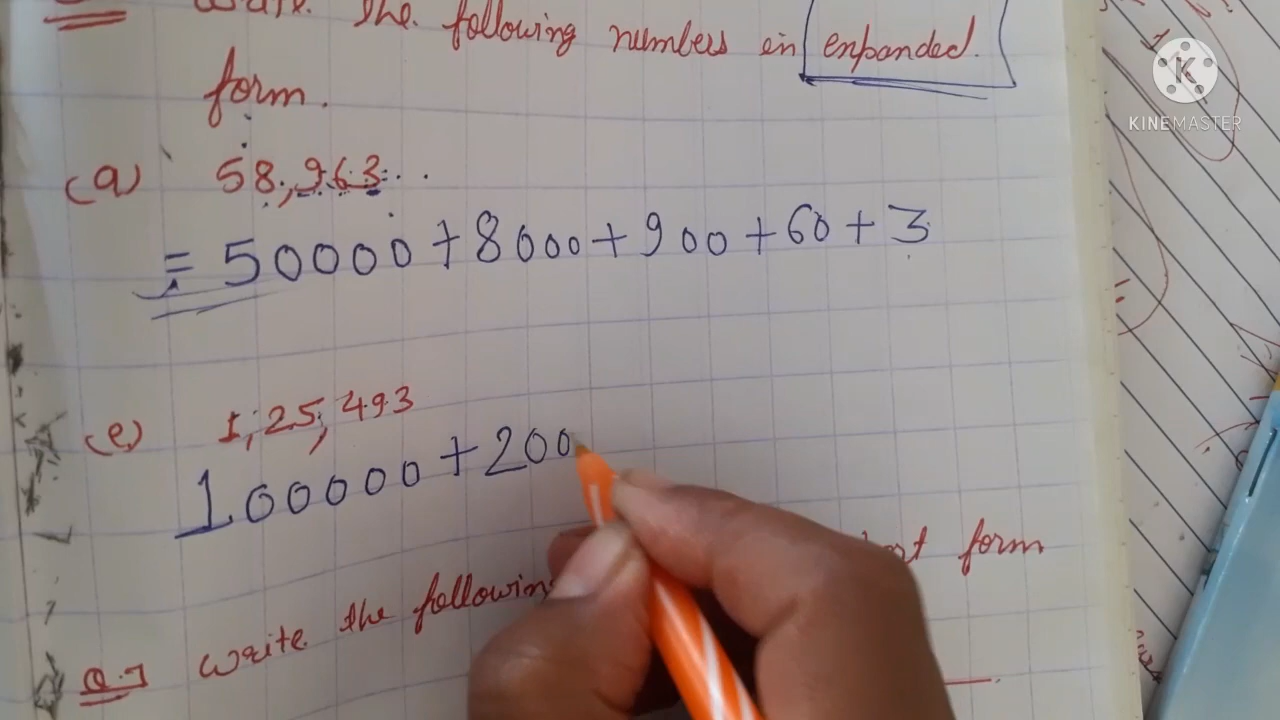 Write The following numbers in expanded
form.
(a) 58,963
= 50000 + 8000 + 900 + 60 + 3
(e) 1,25,493
100000 + 200
Q.7 Write the following form
K
KINEMASTER